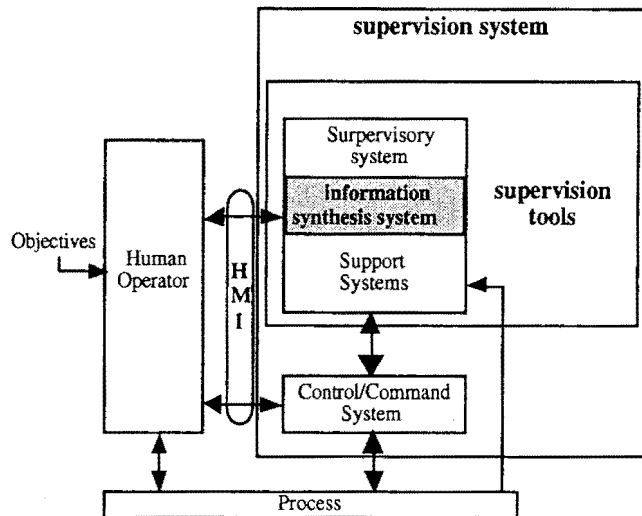 supervision system
Surpervisory
system
Information
synthesis system
supervision
tools
Objectives
Human
Operator
H
M
I
Support
Systems
Control/Command
System
Process